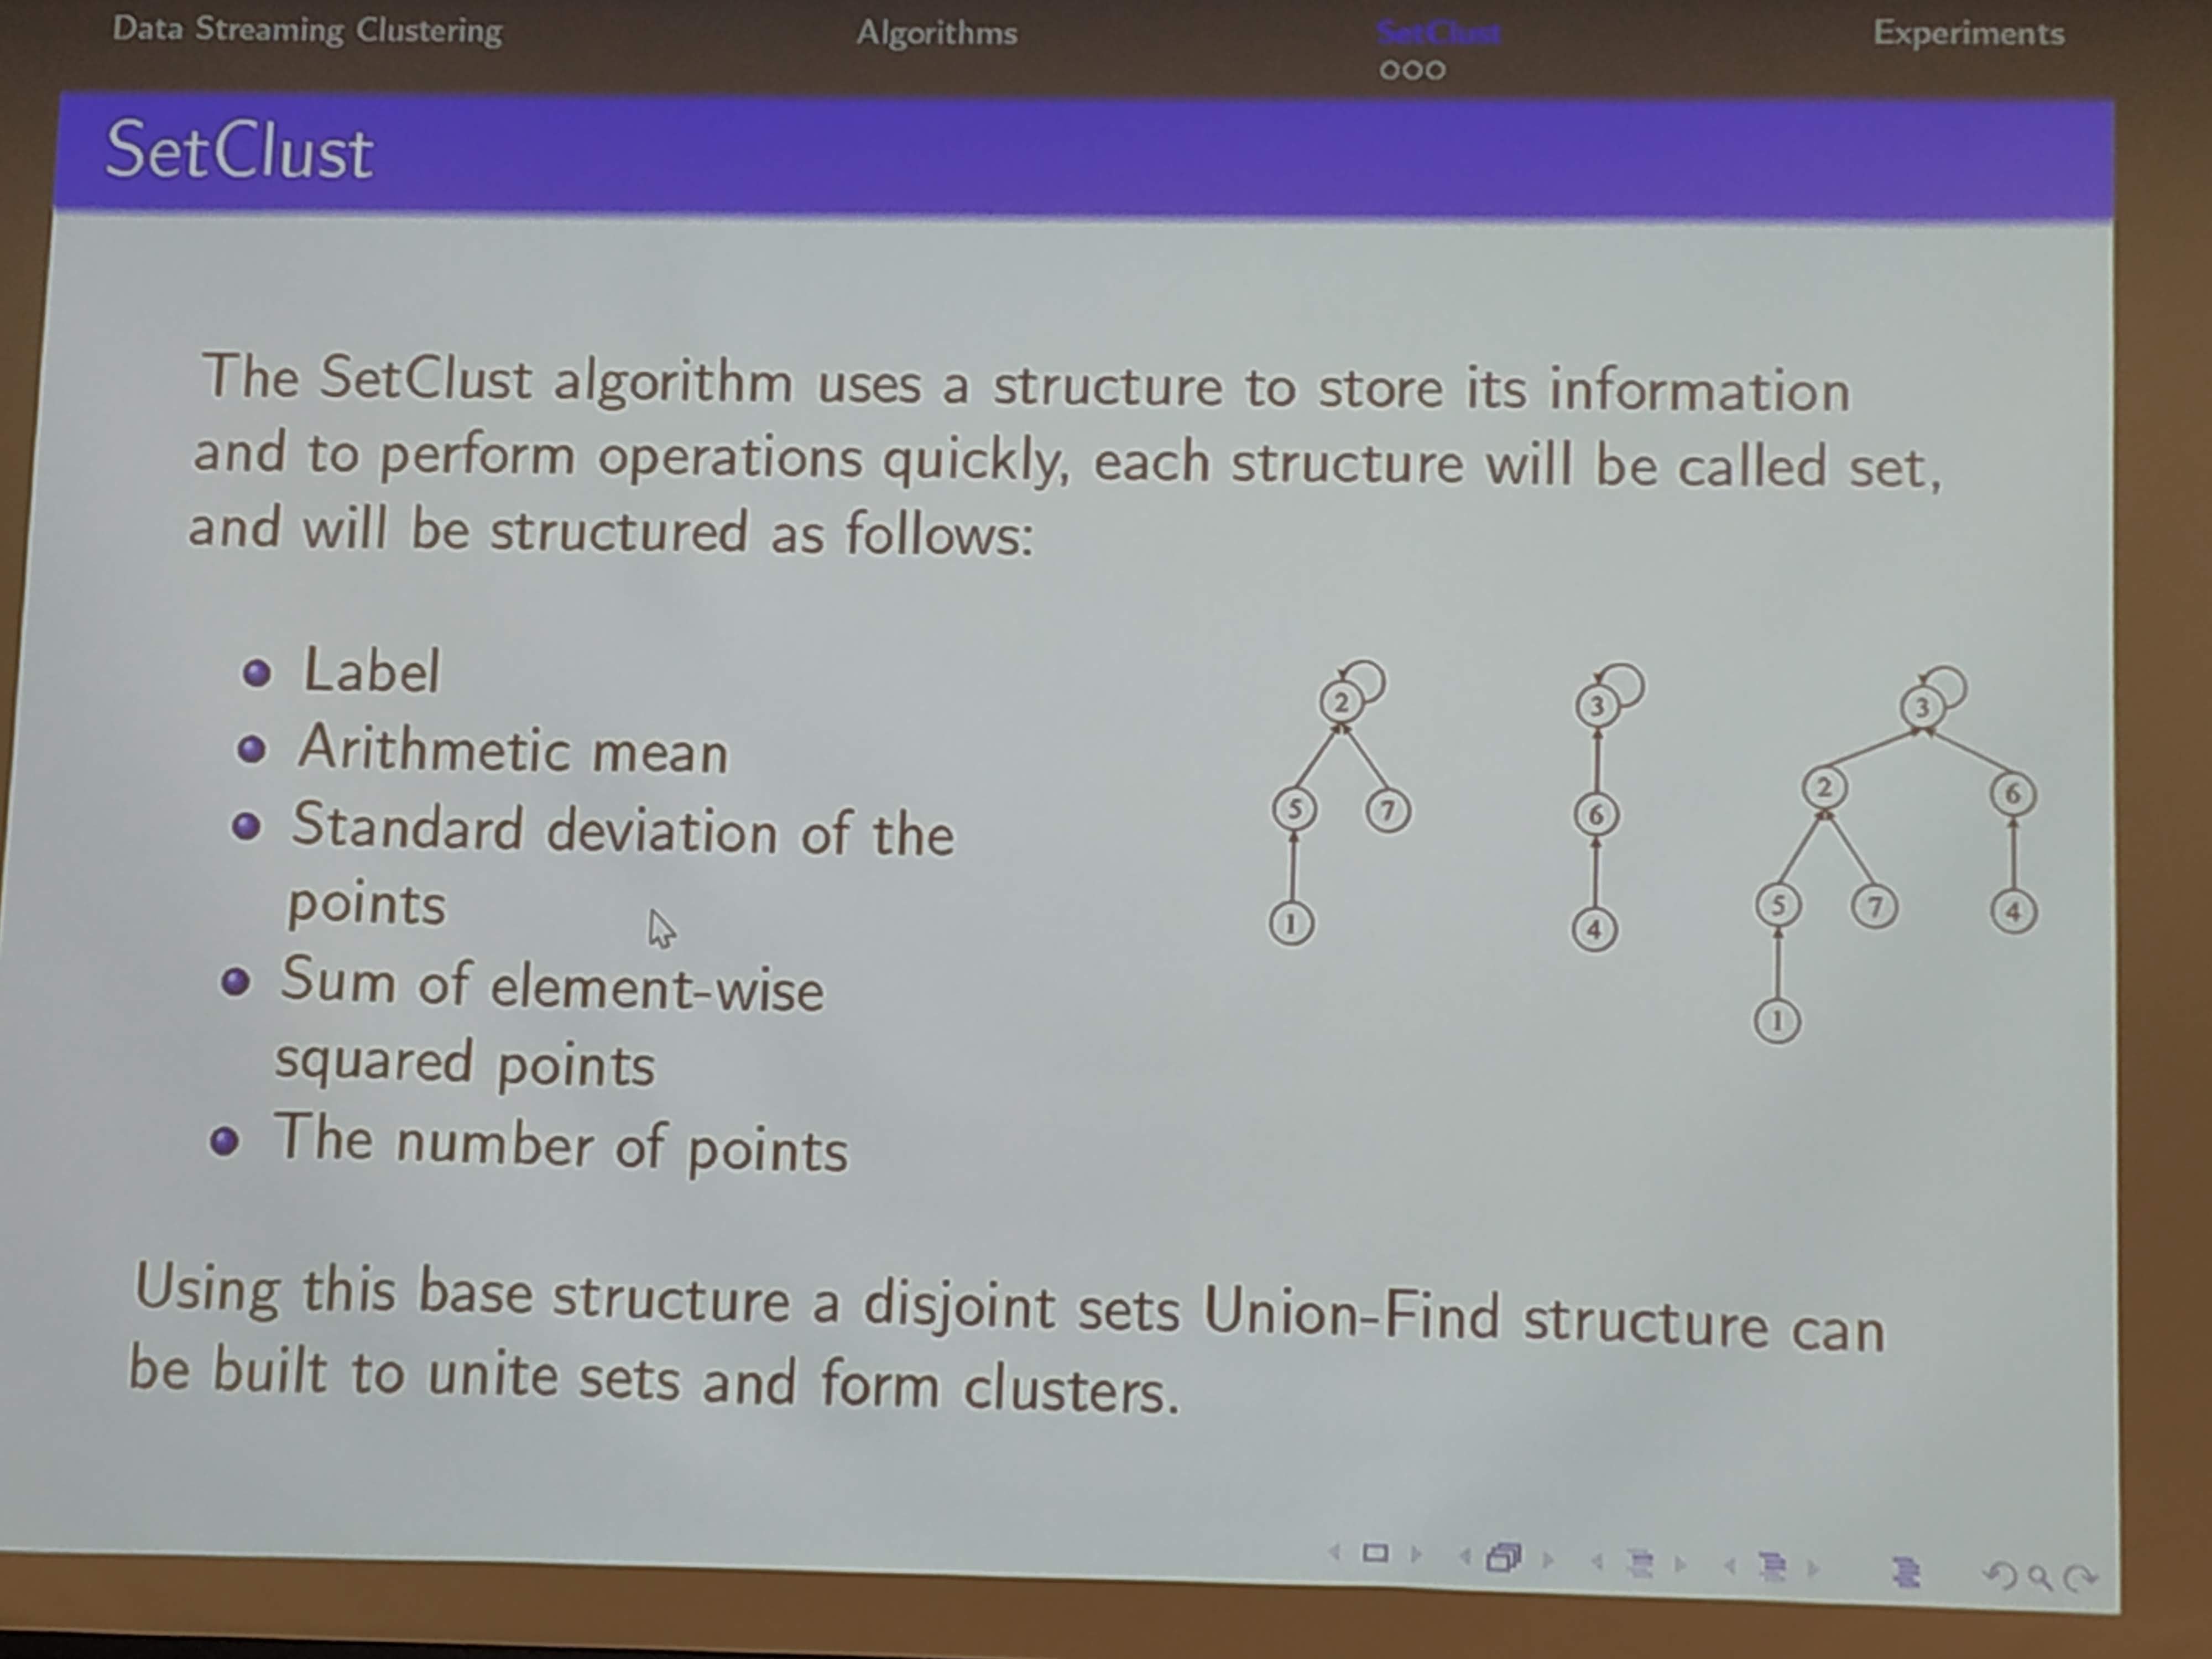 Data Streaming Clustering
Algorithms
SetClust
Experiments
SetClust
The SetClust algorithm uses a structure to store its information
and to perform operations quickly, each structure will be called set,
and will be structured as follows:
Label
Arithmetic mean
Standard deviation of the
points
Sum of element-wise
squared points
The number of points
2
5 7
1
3
6
4
3
2 6
5 7 4
1
Using this base structure a disjoint sets Union-Find structure can
be built to unite sets and form clusters.